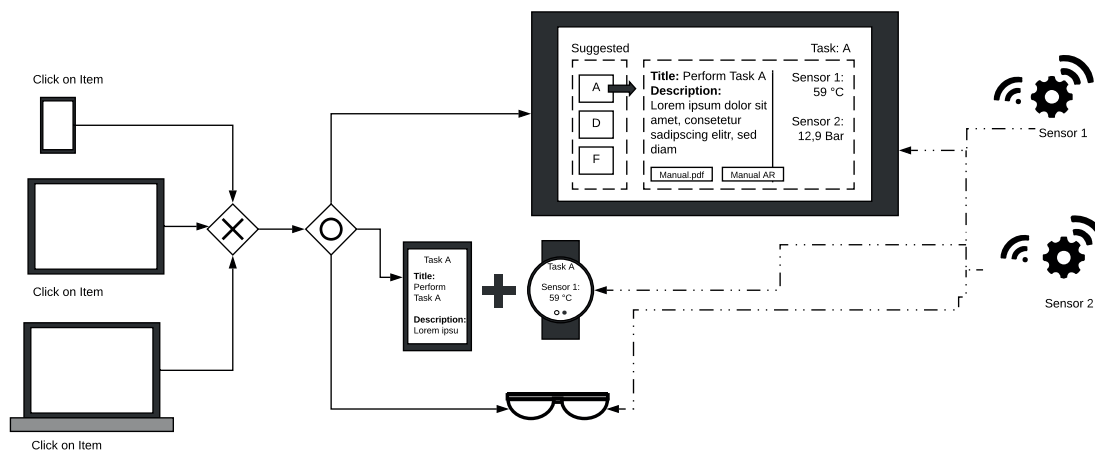 Click on Item
Click on Item
Click on Item
Suggested
Task: A
A
D
F
Title: Perform Task A
Description:
Lorem ipsum dolor sit
amet, consetetur
sadipscing elitr, sed
diam
Manual.pdf
Manual AR
Sensor 1:
59 °C
Sensor 2:
12,9 Bar
Task A
Title:
Perform
Task A
Description:
Lorem ipsu
Task A
Sensor 1:
59 °C
Sensor 1
Sensor 2